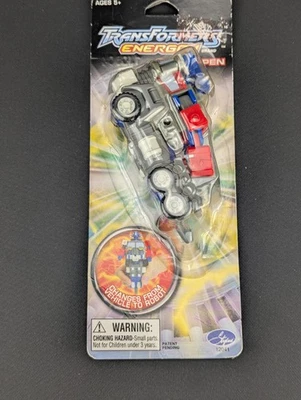 AGES 5+
TRANSFORMERS
ENERGON
PEN
CHANGES FROM
VEHICLE TO ROBOT!
WARNING:
CHOKING HAZARD-Small parts.
Not for Children under 3 years.
PATENT
PENDING